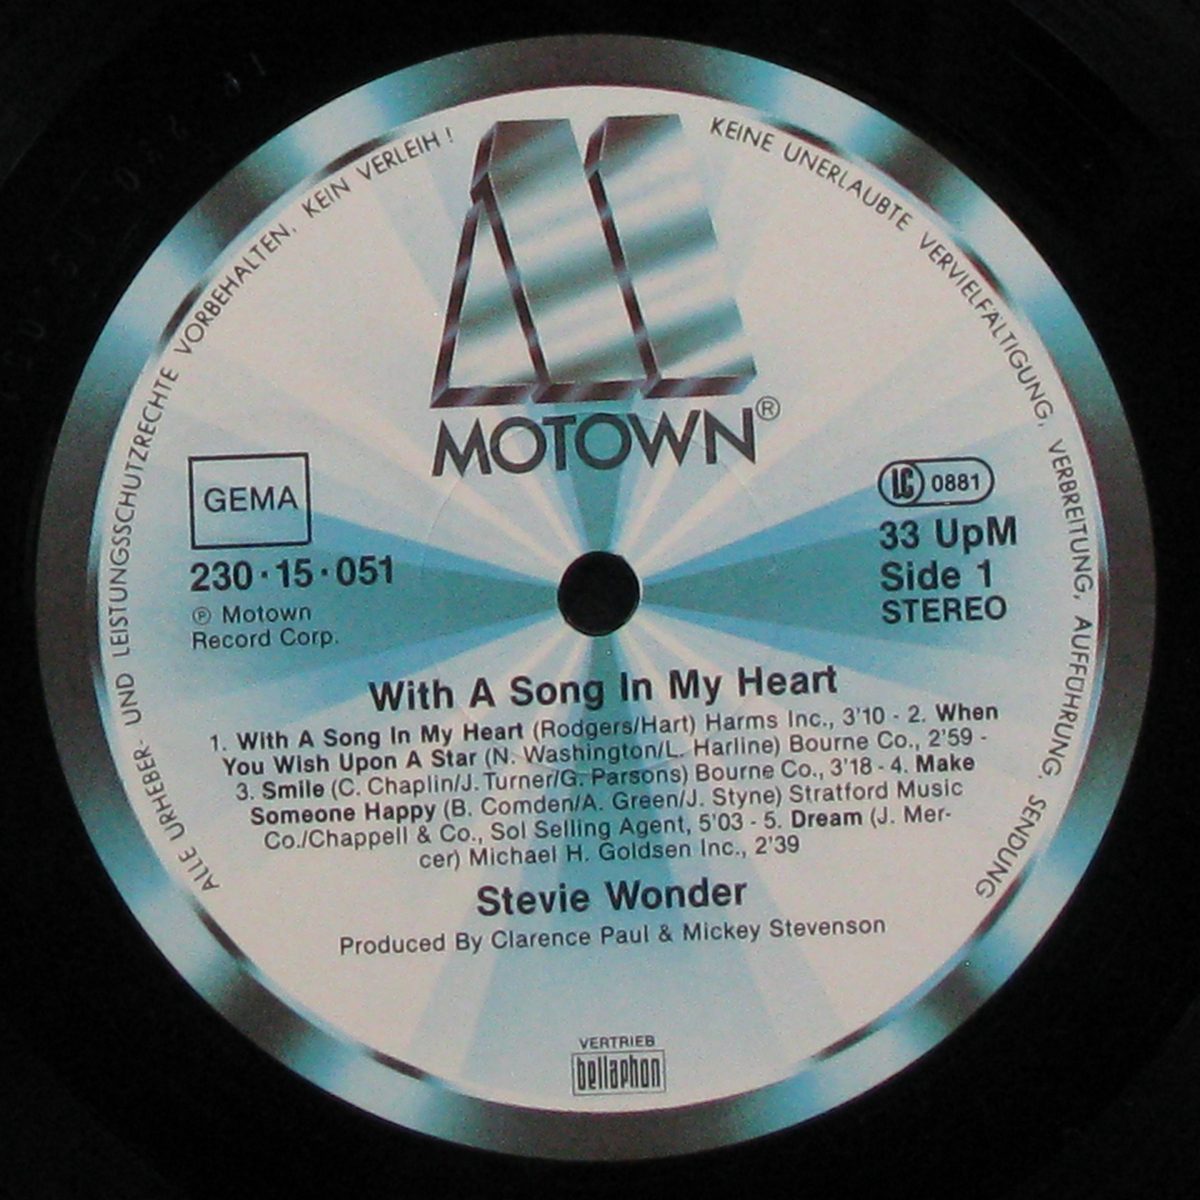 ALLE URHEBER- UND LEISTUNGSSCHUTZRECHTE VORBEHALTEN, KEIN VERLEIH! KEINE UNERLAUBTE VERVIELFÄLTIGUNG, VERBREITUNG, AUFFÜHRUNG, SENDUNG
MOTOWN®
GEMA
230·15·051
℗ Motown
Record Corp.
LC 0881
33 UpM
Side 1
STEREO
With A Song In My Heart
1. With A Song In My Heart (Rodgers/Hart) Harms Inc., 3'10 - 2. When
You Wish Upon A Star (N. Washington/L. Harline) Bourne Co., 2'59 -
3. Smile (C. Chaplin/J. Turner/G. Parsons) Bourne Co., 3'18 - 4. Make
Someone Happy (B. Comden/A. Green/J. Styne) Stratford Music
Co./Chappell & Co., Sol Selling Agent, 5'03 - 5. Dream (J. Mer-
cer) Michael H. Goldsen Inc., 2'39
Stevie Wonder
Produced By Clarence Paul & Mickey Stevenson
VERTRIEB
bellaphon